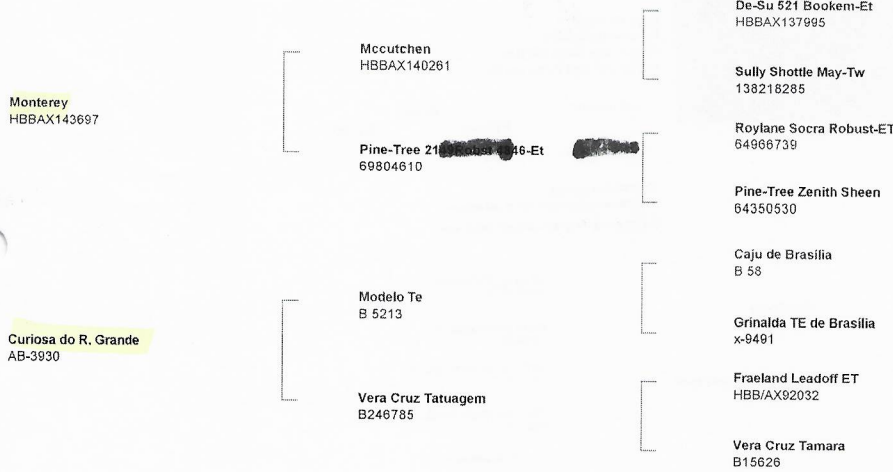 De-Su 521 Bookem-Et
HBBAX137995
Mccutchen
HBBAX140261
Sully Shottle May-Tw
138218285
Monterey
HBBAX143697
Roylane Socra Robust-ET
64966739
Pine-Tree 2149Robst 4846-Et
69804610
Pine-Tree Zenith Sheen
64350530
Caju de Brasília
B 58
Modelo Te
B 5213
Grinalda TE de Brasília
x-9491
Curiosa do R. Grande
AB-3930
Fraeland Leadoff ET
HBB/AX92032
Vera Cruz Tatuagem
B246785
Vera Cruz Tamara
B15626